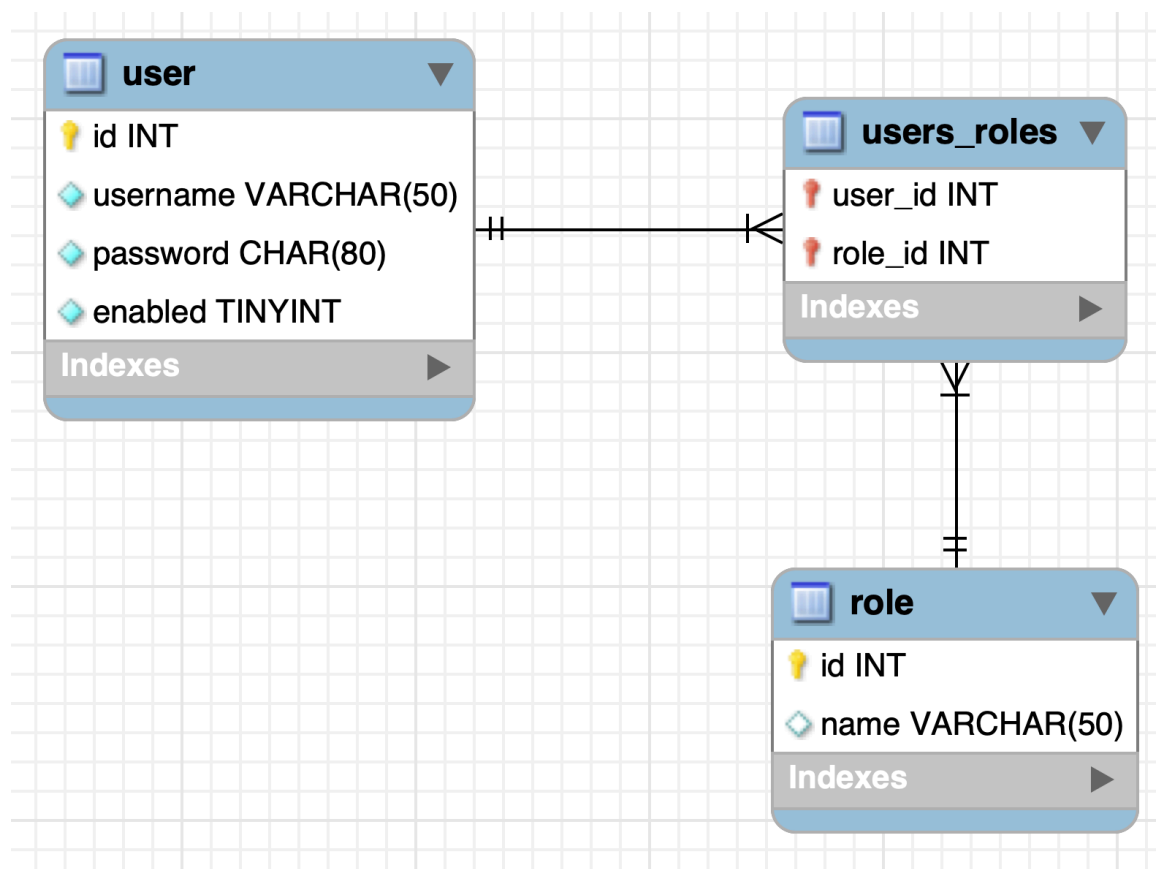 user
id INT
username VARCHAR(50)
password CHAR(80)
enabled TINYINT
Indexes
users_roles
user_id INT
role_id INT
Indexes
role
id INT
name VARCHAR(50)
Indexes